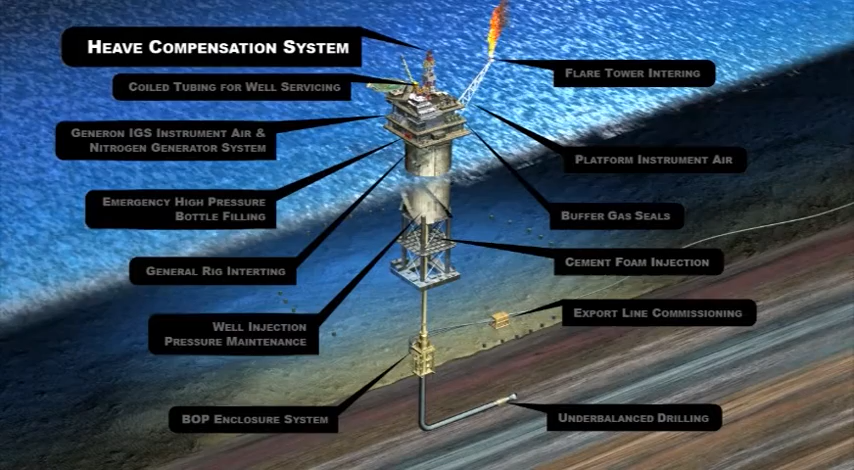 Heave Compensation System
Coiled Tubing for Well Servicing
Generon IGS Instrument Air &
Nitrogen Generator System
Emergency High Pressure
Bottle Filling
General Rig Interting
Well Injection
Pressure Maintenance
BOP Enclosure System
Flare Tower Intering
Platform Instrument Air
Buffer Gas Seals
Cement Foam Injection
Export Line Commissioning
Underbalanced Drilling